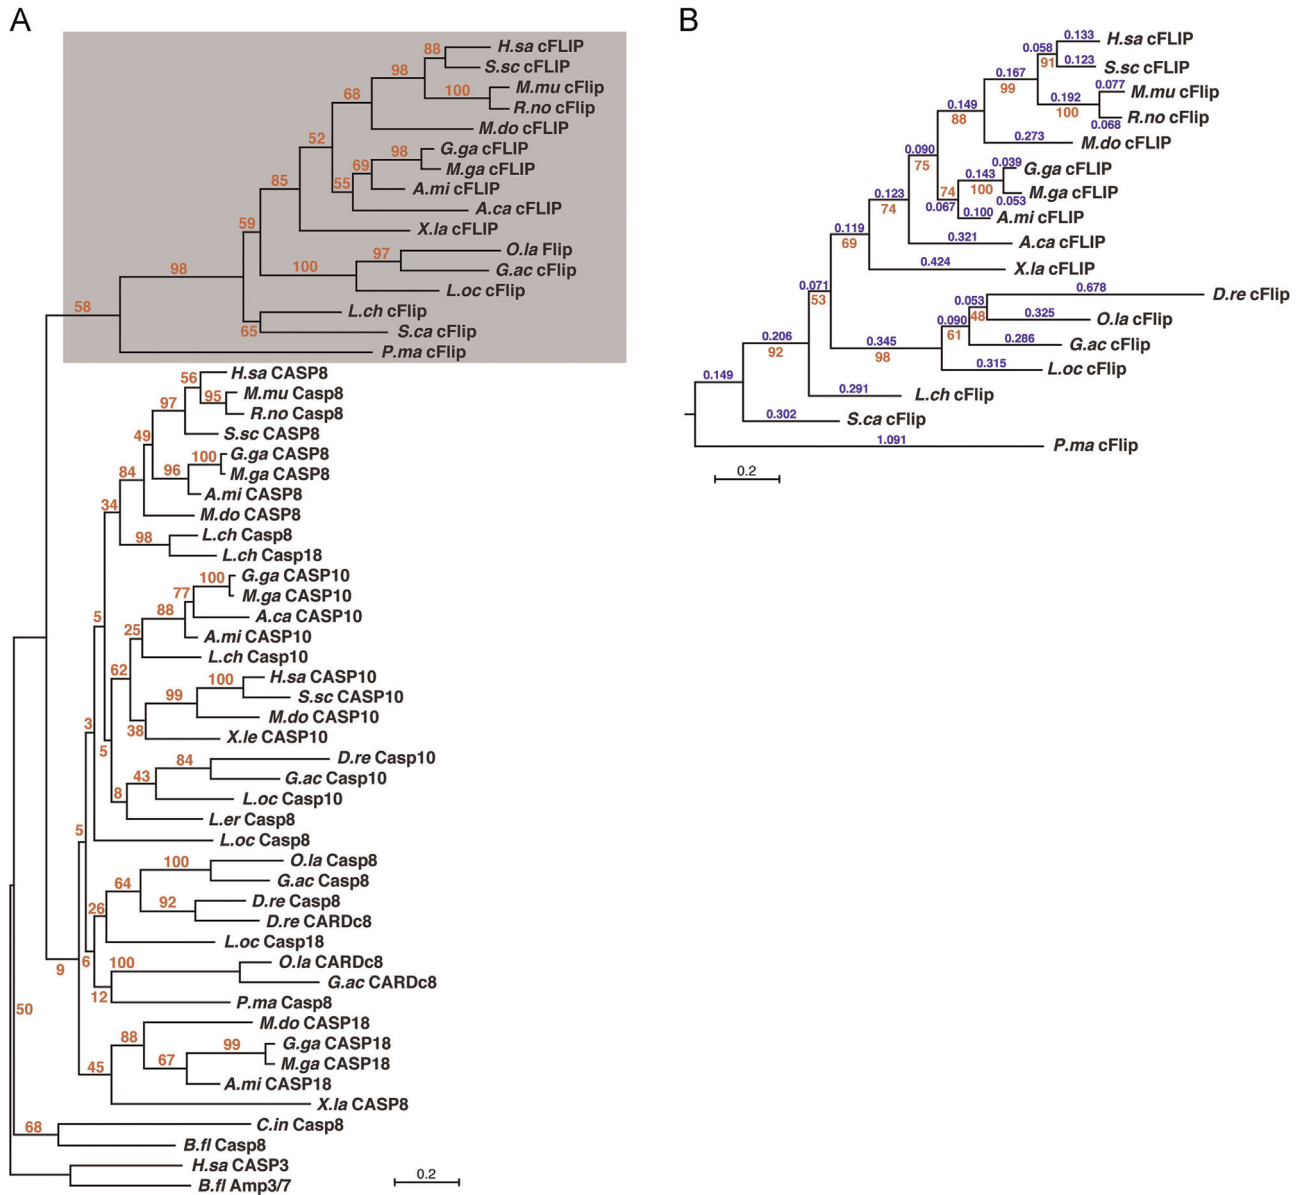 A
88
H.sa cFLIP
S.sc cFLIP
98
M.mu cFlip
100
R.no cFlip
68
M.do cFLIP
52
98
G.ga cFLIP
69
M.ga cFLIP
85
55
A.mi cFLIP
A.ca cFLIP
59
X.la cFLIP
97
O.la Flip
98
100
G.ac cFlip
L.oc cFlip
58
L.ch cFlip
65
S.ca cFlip
P.ma cFlip
56
H.sa CASP8
95
M.mu Casp8
97
R.no Casp8
49
S.sc CASP8
100
G.ga CASP8
84
96
M.ga CASP8
A.mi CASP8
34
M.do CASP8
98
L.ch Casp8
L.ch Casp18
100
G.ga CASP10
77
M.ga CASP10
5
88
A.ca CASP10
25
A.mi CASP10
L.ch Casp10
62
100
H.sa CASP10
99
S.sc CASP10
M.do CASP10
3
38
X.le CASP10
5
84
D.re Casp10
43
G.ac Casp10
8
L.oc Casp10
L.er Casp8
5
L.oc Casp8
100
O.la Casp8
64
G.ac Casp8
92
D.re Casp8
26
D.re CARDc8
L.oc Casp18
9
6
100
O.la CARDc8
G.ac CARDc8
12
P.ma Casp8
50
M.do CASP18
88
99
G.ga CASP18
67
M.ga CASP18
45
A.mi CASP18
X.la CASP8
68
C.in Casp8
B.fl Casp8
H.sa CASP3
B.fl Amp3/7
0.2
B
0.133
H.sa cFLIP
0.058
91
0.123
S.sc cFLIP
0.167
99
0.077
M.mu cFlip
0.192
100
R.no cFlip
0.068
0.149
88
0.273
M.do cFLIP
0.090
75
0.039
G.ga cFLIP
0.143
100
M.ga cFLIP
0.053
74
0.067
0.100
A.mi cFLIP
0.123
74
0.321
A.ca cFLIP
0.119
69
0.424
X.la cFLIP
0.071
53
0.678
D.re cFlip
0.053
48
0.325
O.la cFlip
0.090
61
0.286
G.ac cFlip
0.345
98
0.315
L.oc cFlip
0.206
92
0.291
L.ch cFlip
0.149
0.302
S.ca cFlip
1.091
P.ma cFlip
0.2